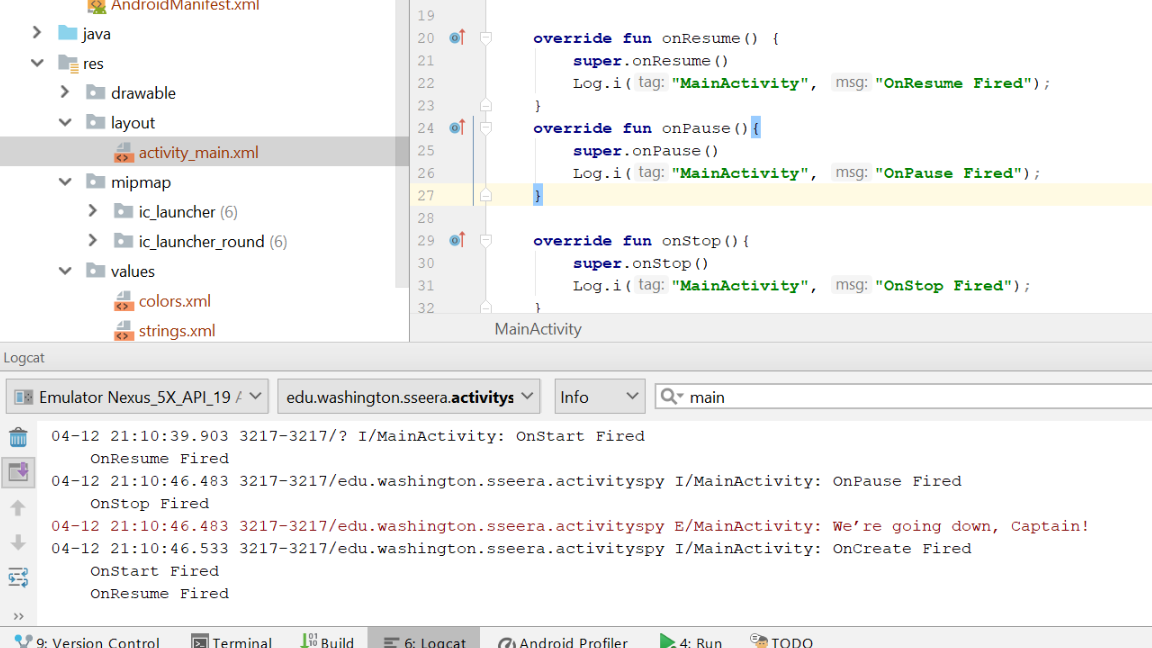 AndroidManifest.xml
java
res
drawable
layout
activity_main.xml
mipmap
ic_launcher (6)
ic_launcher_round (6)
values
colors.xml
strings.xml
19
20 override fun onResume() {
21 super.onResume()
22 Log.i( tag: "MainActivity", msg: "OnResume Fired");
23 }
24 override fun onPause(){
25 super.onPause()
26 Log.i( tag: "MainActivity", msg: "OnPause Fired");
27 }
28
29 override fun onStop(){
30 super.onStop()
31 Log.i( tag: "MainActivity", msg: "OnStop Fired");
32 }
MainActivity
Logcat
Emulator Nexus_5X_API_19 edu.washington.sseera.activitys Info main
04-12 21:10:39.903 3217-3217/? I/MainActivity: OnStart Fired
OnResume Fired
04-12 21:10:46.483 3217-3217/edu.washington.sseera.activityspy I/MainActivity: OnPause Fired
OnStop Fired
04-12 21:10:46.483 3217-3217/edu.washington.sseera.activityspy E/MainActivity: We’re going down, Captain!
04-12 21:10:46.533 3217-3217/edu.washington.sseera.activityspy I/MainActivity: OnCreate Fired
OnStart Fired
OnResume Fired
9: Version Control Terminal Build 6: Logcat Android Profiler 4: Run TODO